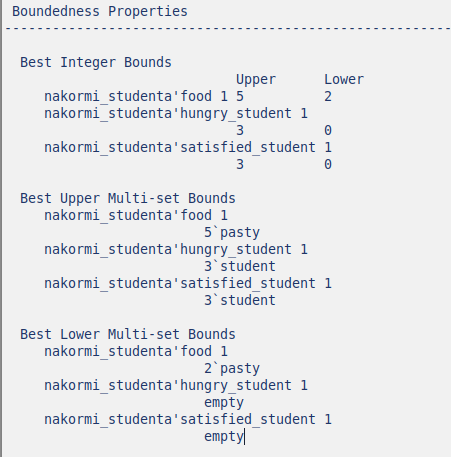 Boundedness Properties
--------------------------------------------------------
Best Integer Bounds
Upper Lower
nakormi_studenta'food 1 5 2
nakormi_studenta'hungry_student 1
3 0
nakormi_studenta'satisfied_student 1
3 0
Best Upper Multi-set Bounds
nakormi_studenta'food 1
5`pasty
nakormi_studenta'hungry_student 1
3`student
nakormi_studenta'satisfied_student 1
3`student
Best Lower Multi-set Bounds
nakormi_studenta'food 1
2`pasty
nakormi_studenta'hungry_student 1
empty
nakormi_studenta'satisfied_student 1
empty